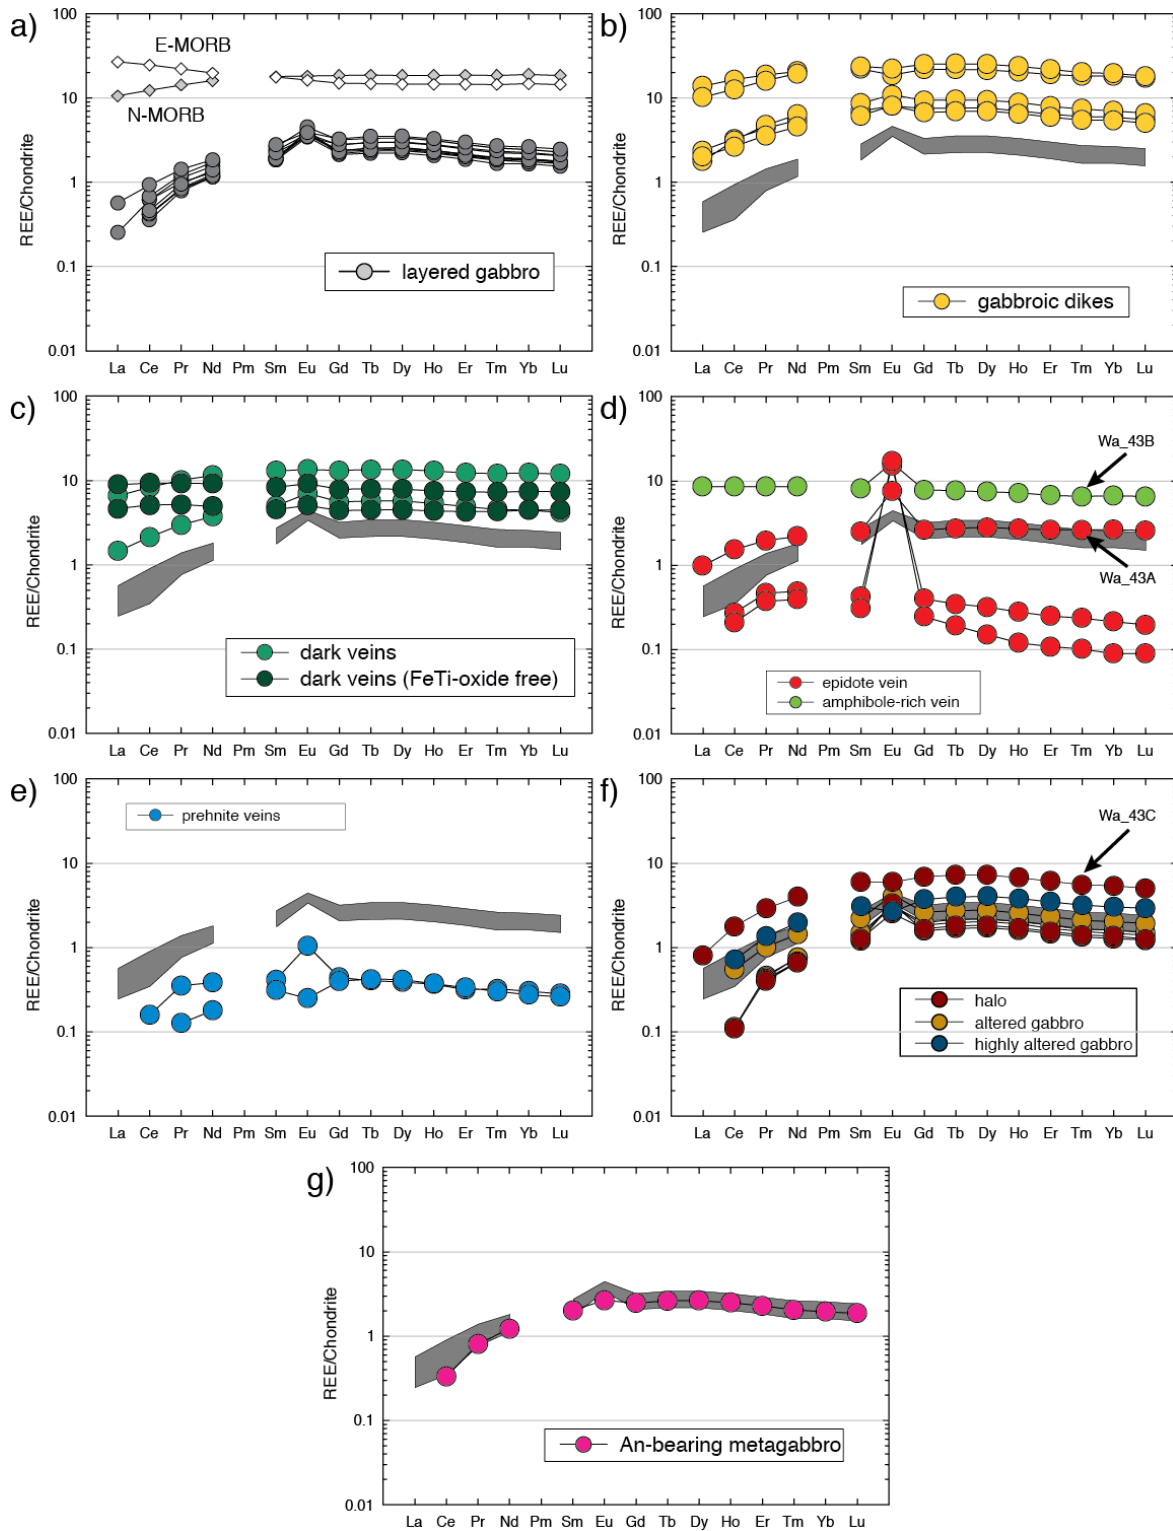 a)
100
10
1
0.1
0.01
REE/Chondrite
E-MORB
N-MORB
layered gabbro
La Ce Pr Nd Pm Sm Eu Gd Tb Dy Ho Er Tm Yb Lu
b)
100
10
1
0.1
0.01
REE/Chondrite
gabbroic dikes
La Ce Pr Nd Pm Sm Eu Gd Tb Dy Ho Er Tm Yb Lu
c)
100
10
1
0.1
0.01
REE/Chondrite
dark veins
dark veins (FeTi-oxide free)
La Ce Pr Nd Pm Sm Eu Gd Tb Dy Ho Er Tm Yb Lu
d)
100
10
1
0.1
0.01
REE/Chondrite
Wa_43B
Wa_43A
epidote vein
amphibole-rich vein
La Ce Pr Nd Pm Sm Eu Gd Tb Dy Ho Er Tm Yb Lu
e)
100
10
1
0.1
0.01
REE/Chondrite
prehnite veins
La Ce Pr Nd Pm Sm Eu Gd Tb Dy Ho Er Tm Yb Lu
f)
100
10
1
0.1
0.01
REE/Chondrite
Wa_43C
halo
altered gabbro
highly altered gabbro
La Ce Pr Nd Pm Sm Eu Gd Tb Dy Ho Er Tm Yb Lu
g)
100
10
1
0.1
0.01
REE/Chondrite
An-bearing metagabbro
La Ce Pr Nd Pm Sm Eu Gd Tb Dy Ho Er Tm Yb Lu